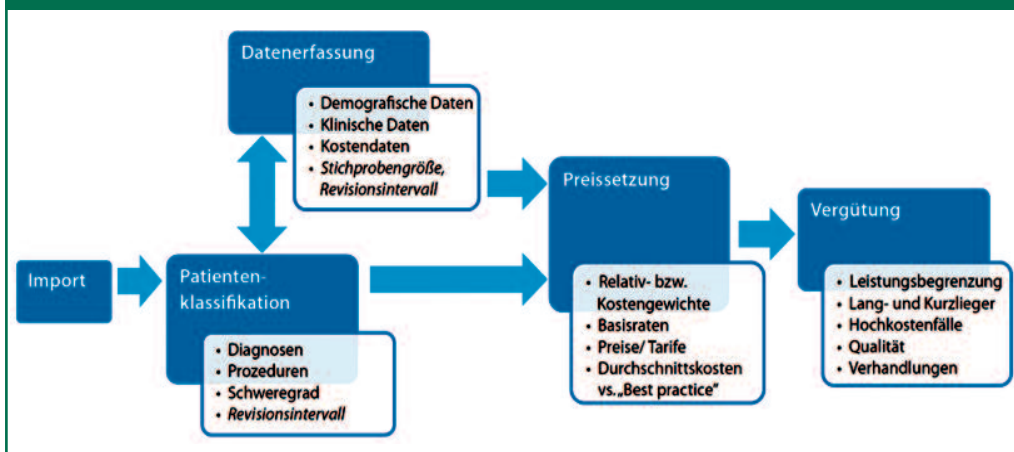 Datenerfassung
• Demografische Daten
• Klinische Daten
• Kostendaten
• Stichprobengröße,
Revisionsintervall
Import
Patienten-
klassifikation
• Diagnosen
• Prozeduren
• Schweregrad
• Revisionsintervall
Preissetzung
• Relativ- bzw.
Kostengewichte
• Basisraten
• Preise/ Tarife
• Durchschnittskosten
vs. „Best practice"
Vergütung
• Leistungsbegrenzung
• Lang- und Kurzlieger
• Hochkostenfälle
• Qualität
• Verhandlungen